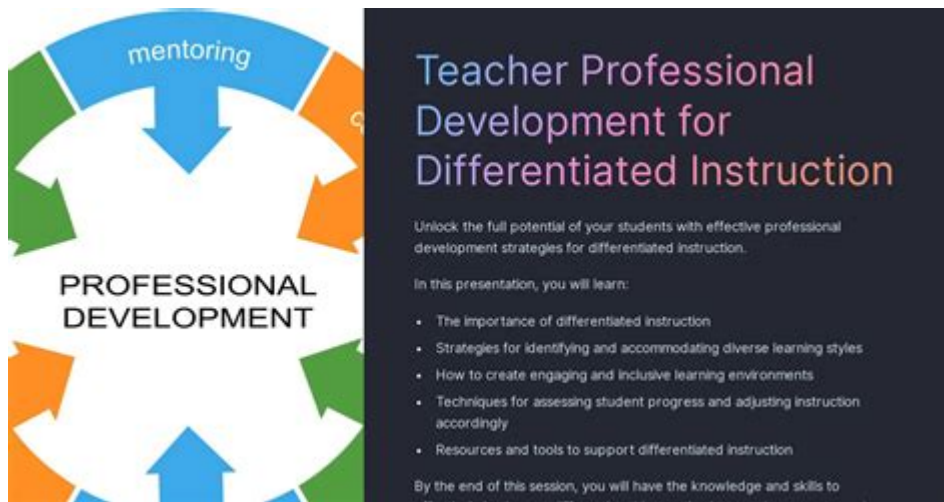 mentoring
PROFESSIONAL
DEVELOPMENT
Teacher Professional
Development for
Differentiated Instruction
Unlock the full potential of your students with effective professional
development strategies for differentiated instruction.
In this presentation, you will learn:
• The importance of differentiated instruction
• Strategies for identifying and accommodating diverse learning styles
• How to create engaging and inclusive learning environments
• Techniques for assessing student progress and adjusting instruction
accordingly
• Resources and tools to support differentiated instruction
By the end of this session, you will have the knowledge and skills to